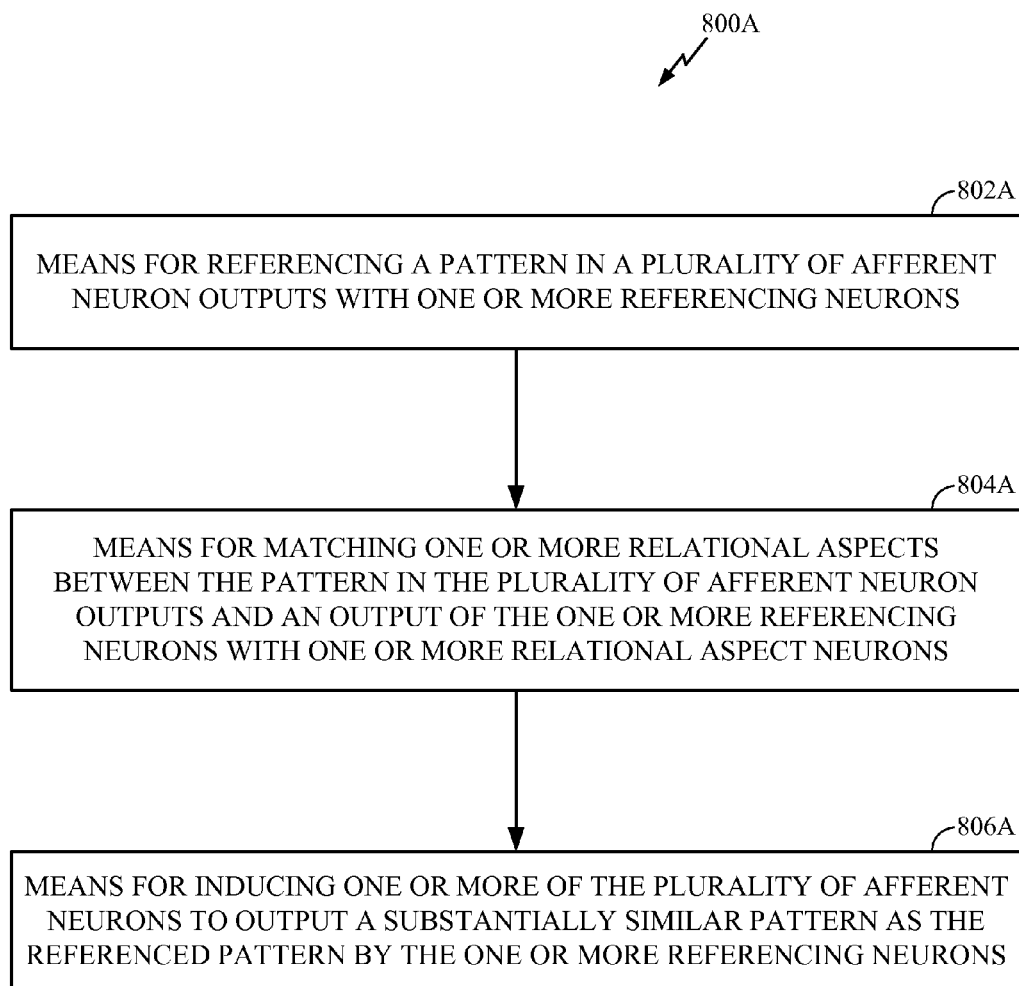 800A
802A
MEANS FOR REFERENCING A PATTERN IN A PLURALITY OF AFFERENT
NEURON OUTPUTS WITH ONE OR MORE REFERENCING NEURONS
804A
MEANS FOR MATCHING ONE OR MORE RELATIONAL ASPECTS
BETWEEN THE PATTERN IN THE PLURALITY OF AFFERENT NEURON
OUTPUTS AND AN OUTPUT OF THE ONE OR MORE REFERENCING
NEURONS WITH ONE OR MORE RELATIONAL ASPECT NEURONS
806A
MEANS FOR INDUCING ONE OR MORE OF THE PLURALITY OF AFFERENT
NEURONS TO OUTPUT A SUBSTANTIALLY SIMILAR PATTERN AS THE
REFERENCED PATTERN BY THE ONE OR MORE REFERENCING NEURONS